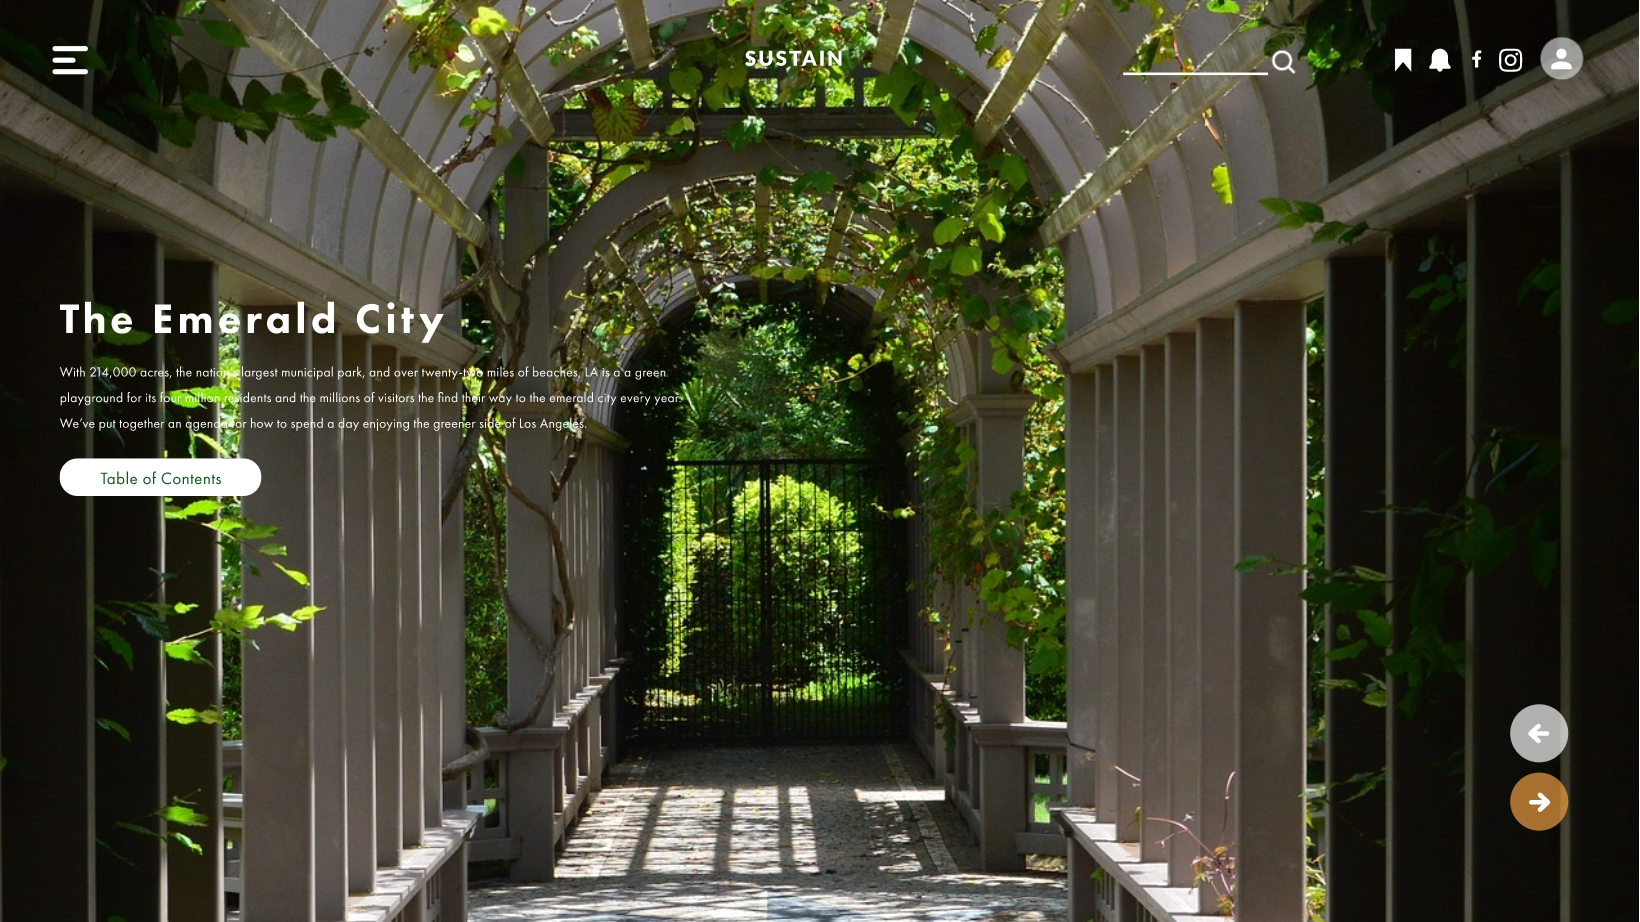 SUSTAIN
The Emerald City
With 214,000 acres, the nation's largest municipal park, and over twenty-two miles of beaches, LA is a a green
playground for its four million residents and the millions of visitors the find their way to the emerald city every year.
We've put together an agenda for how to spend a day enjoying the greener side of Los Angeles.
Table of Contents